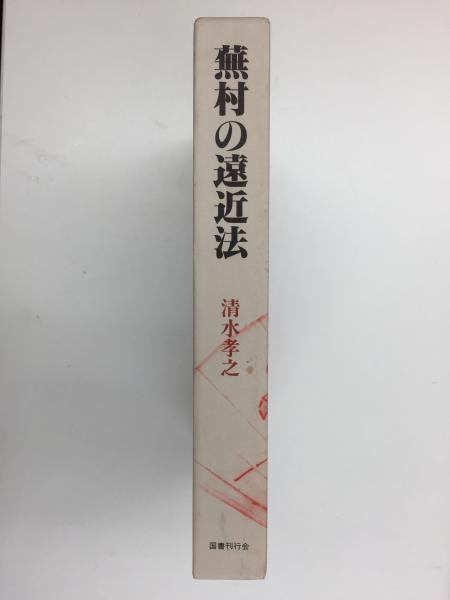 蕪村の遠近法
清水孝之
国書刊行会